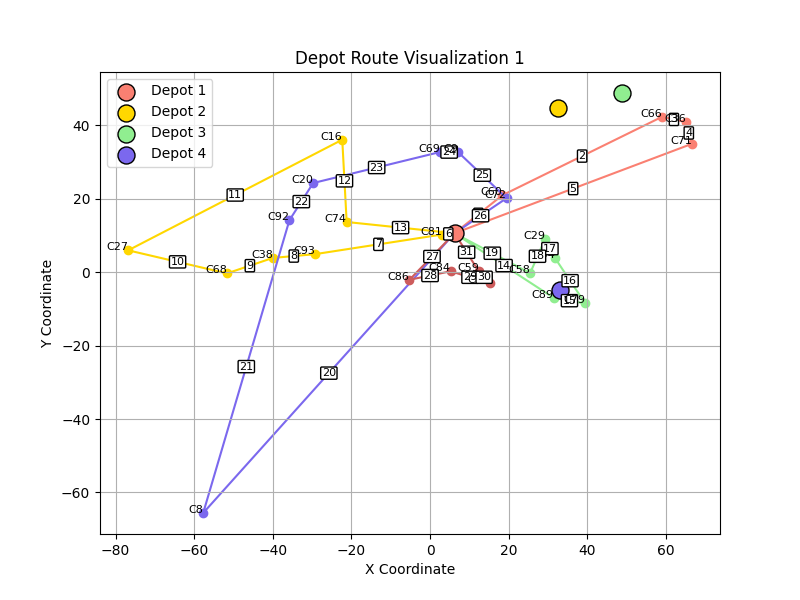 Depot Route Visualization 1
Depot 1
Depot 2
Depot 3
Depot 4
Y Coordinate
40
20
0
−20
−40
−60
−80
−60
−40
−20
0
20
40
60
X Coordinate
C66
C71
C16
C69
C20
C92
C74
C81
C27
C68
C38
C93
C86
C29
C58
C89
C8
2
4
5
6
7
8
9
10
11
12
13
14
16
17
18
19
20
21
22
23
25
26
27
28
30
31